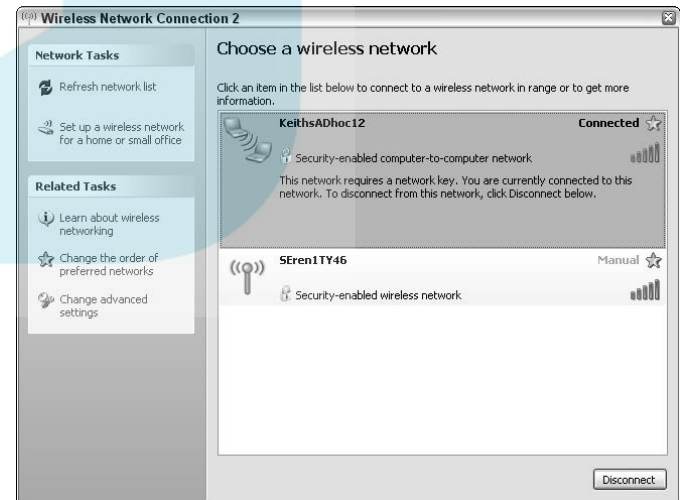 Wireless Network Connection 2
Network Tasks
Refresh network list
Set up a wireless network
for a home or small office
Related Tasks
Learn about wireless
networking
Change the order of
preferred networks
Change advanced
settings
Choose a wireless network
Click an item in the list below to connect to a wireless network in range or to get more
information.
KeithsADhoc12 Connected
Security-enabled computer-to-computer network
This network requires a network key. You are currently connected to this
network. To disconnect from this network, click Disconnect below.
SEren1TY46 Manual
Security-enabled wireless network
Disconnect